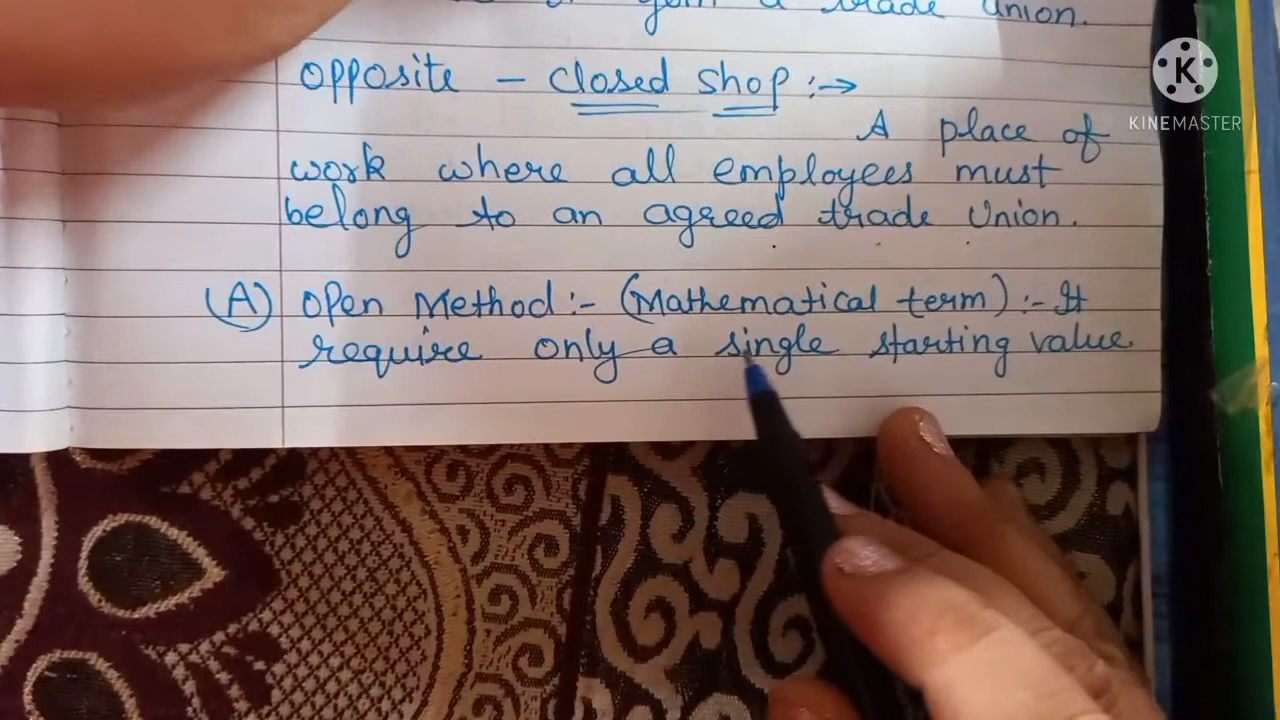 join a trade Union.
opposite - closed shop :→
A place of
work where all employees must
belong to an agreed trade Union.
(A) open Method :- (Mathematical term) :- It
require only a single starting value
K
KINEMASTER